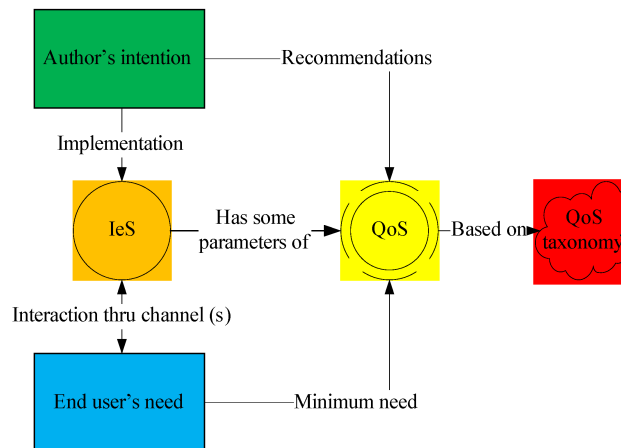 Author's intention
Recommendations
Implementation
IeS
Has some
parameters of
QoS
Based on
QoS
taxonomy
Interaction thru channel (s)
End user's need
Minimum need